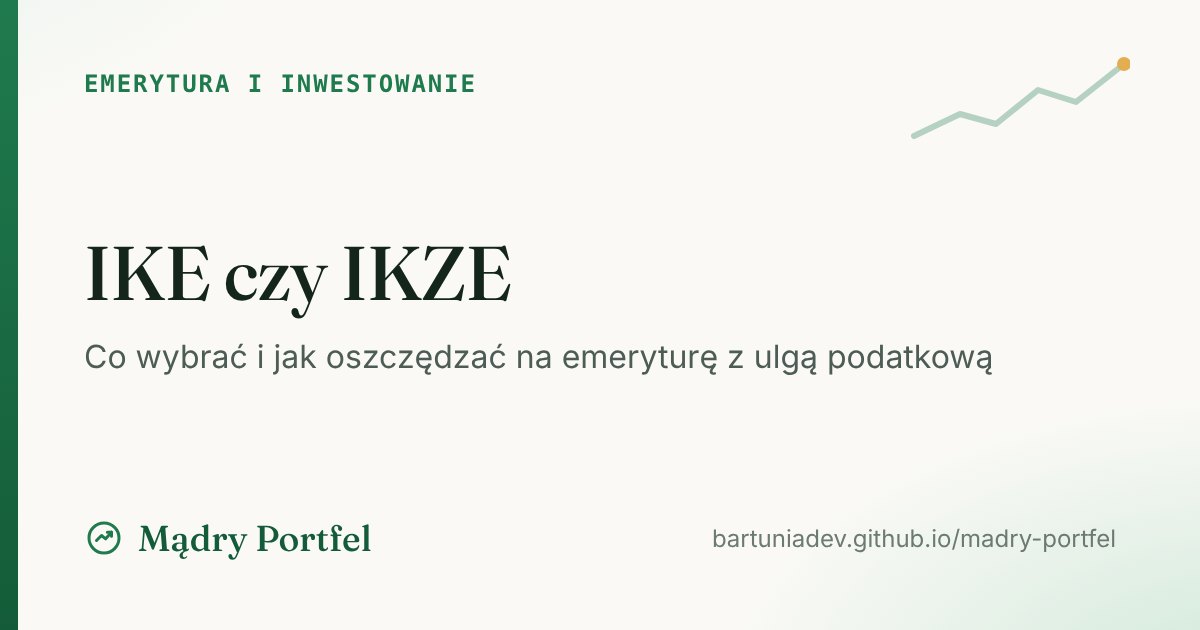 EMERYTURA I INWESTOWANIE
IKE czy IKZE
Co wybrać i jak oszczędzać na emeryturę z ulgą podatkową
Mądry Portfel
bartuniadev.github.io/madry-portfel